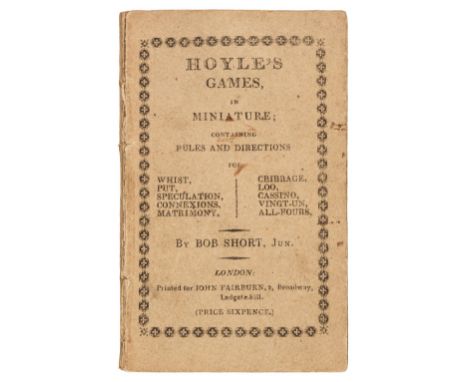 HOYLE'S
GAMES,
IN
MINIATURE;
CONTAINING
RULES AND DIRECTIONS
FOR
WHIST,
PUT,
SPECULATION,
CONNEXIONS,
MATRIMONY,
CRIBBAGE,
LOO,
CASSINO,
VINGT-UN,
ALL-FOURS,
By BOB SHORT, Jun.
LONDON:
Printed for JOHN FAIRBURN, 2, Broadway,
Ludgate-hill.
(PRICE SIXPENCE.)